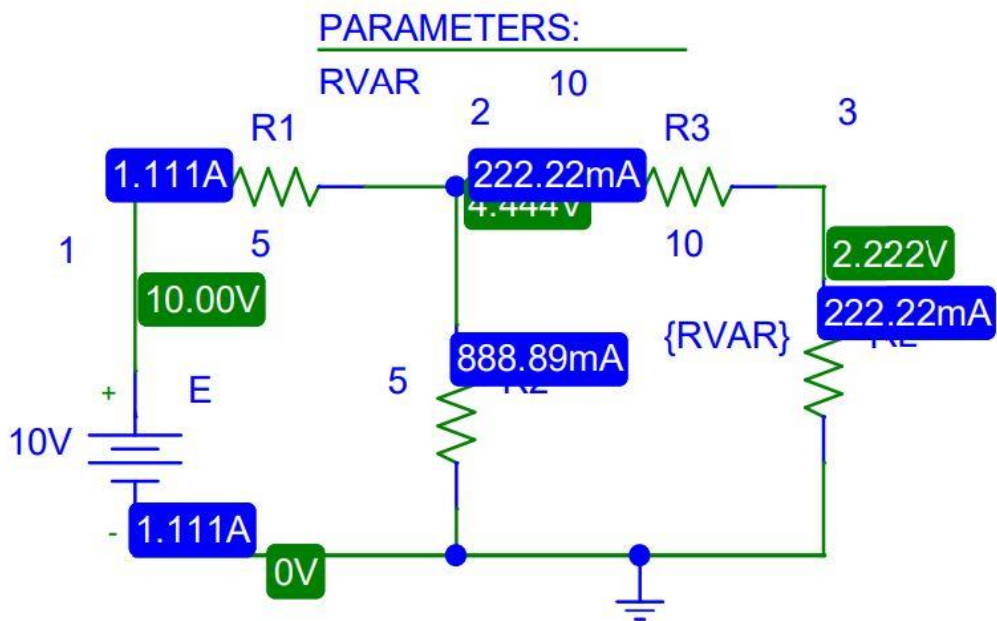 PARAMETERS:
RVAR 10
2 3
R1 R3
1.111A 222.22mA
4.444V
1 5 10 2.222V
10.00V 222.22mA
{RVAR}
888.89mA
+ E 5
10V
- 1.111A
0V